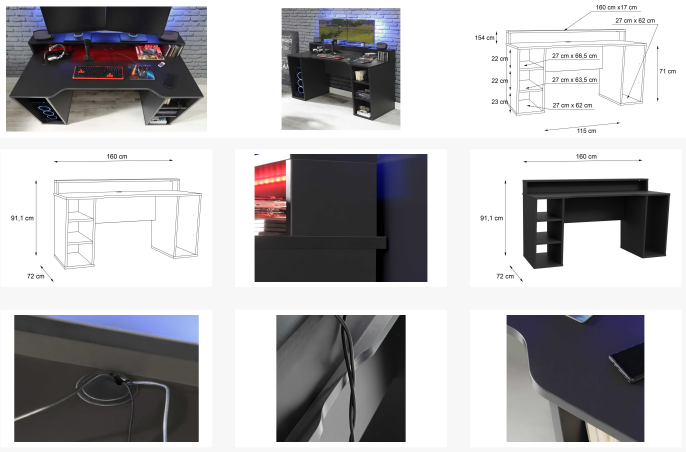 160 cm x17 cm
27 cm x 62 cm
154 cm
22 cm
27 cm x 66,5 cm
71 cm
22 cm
27 cm x 63,5 cm
23 cm
27 cm x 62 cm
115 cm
160 cm
91,1 cm
72 cm
160 cm
91,1 cm
72 cm